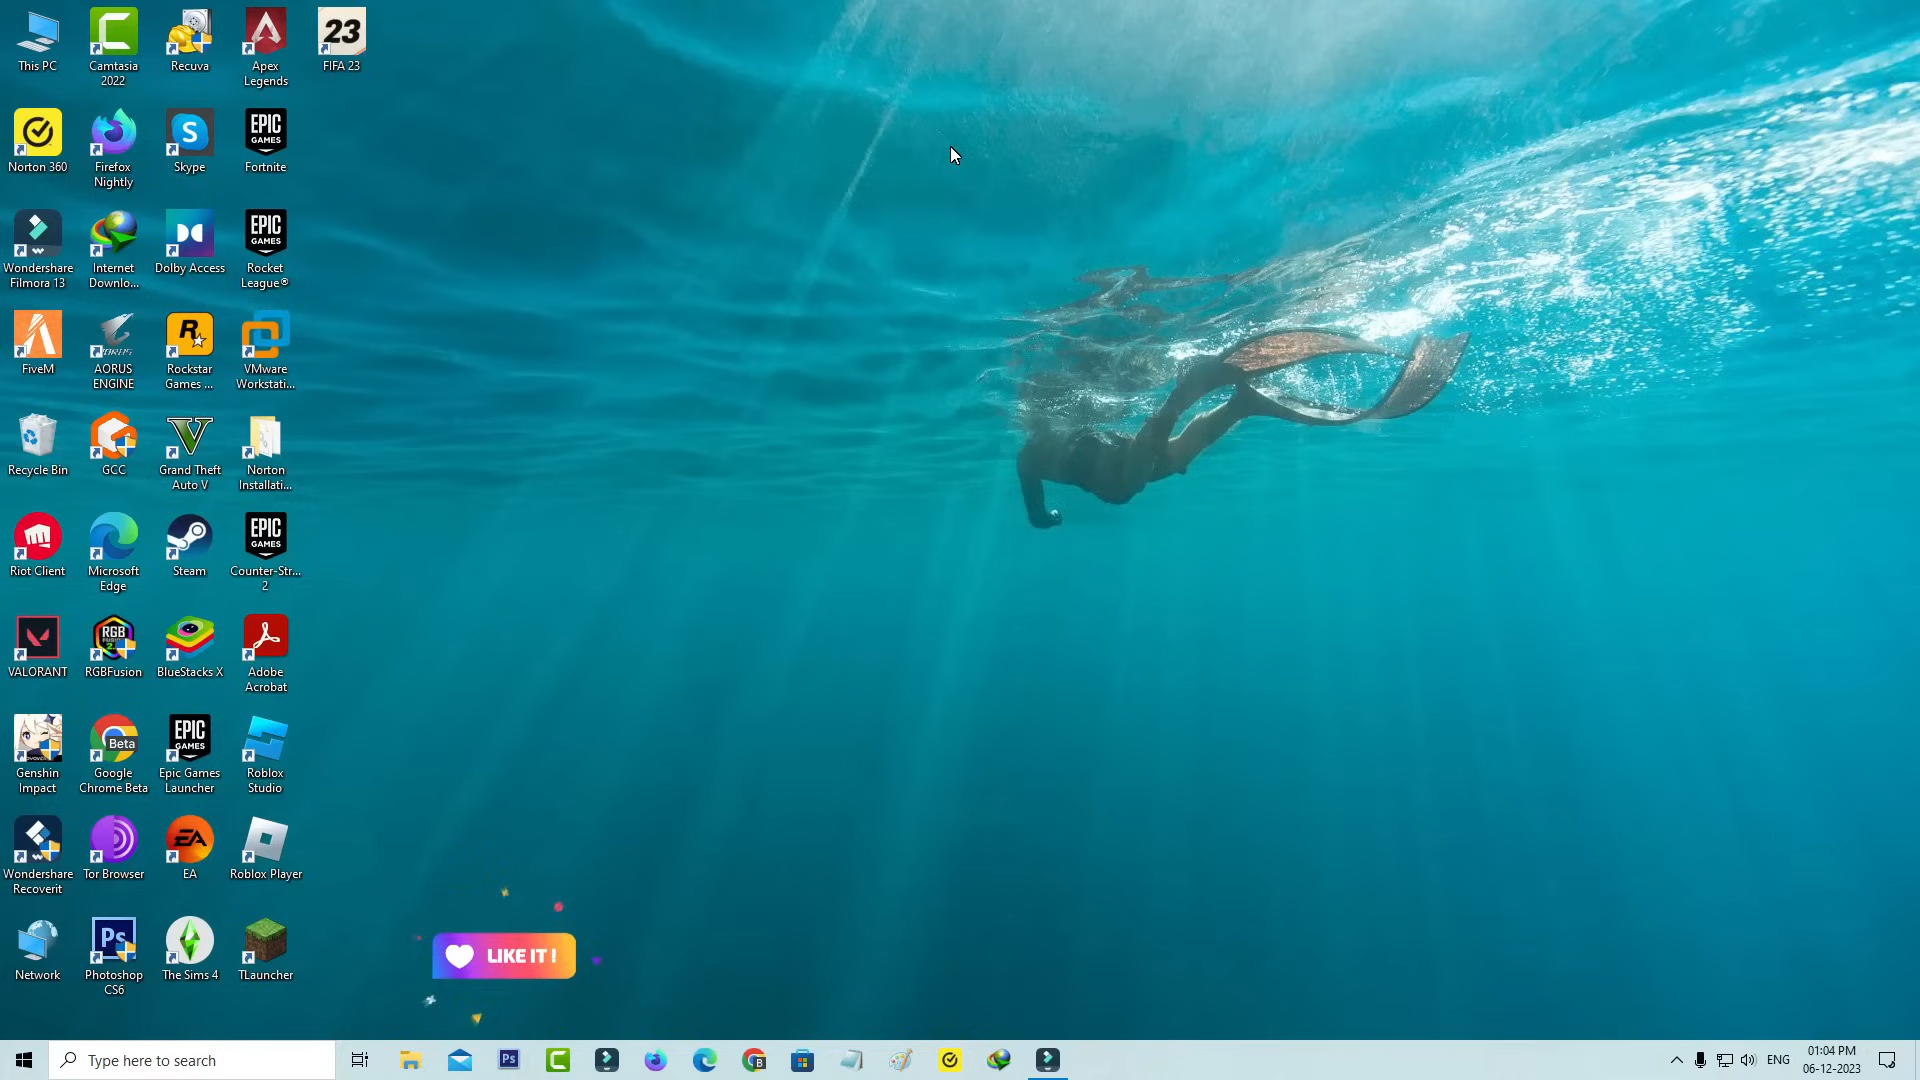 This PC
Camtasia
2022
Recuva
Apex
Legends
23
FIFA 23
Norton 360
Firefox
Nightly
S
Skype
EPIC
GAMES
Fortnite
Wondershare
Filmora 13
Internet
Downlo...
Dolby Access
EPIC
GAMES
Rocket
League®
FiveM
AORUS
AORUS
ENGINE
R
Rockstar
Games ...
VMware
Workstati...
Recycle Bin
GCC
V
Grand Theft
Auto V
Norton
Installati...
Riot Client
Microsoft
Edge
Steam
EPIC
GAMES
Counter-Str...
2
VALORANT
RGB
RGBFusion
BlueStacks X
Adobe
Acrobat
Genshin
Impact
Beta
Google
Chrome Beta
EPIC
GAMES
Epic Games
Launcher
Roblox
Studio
Wondershare
Recoverit
Tor Browser
EA
EA
Roblox Player
Network
Ps
Photoshop
CS6
The Sims 4
TLauncher
LIKE IT !
Type here to search
Ps
B
ENG
01:04 PM
06-12-2023